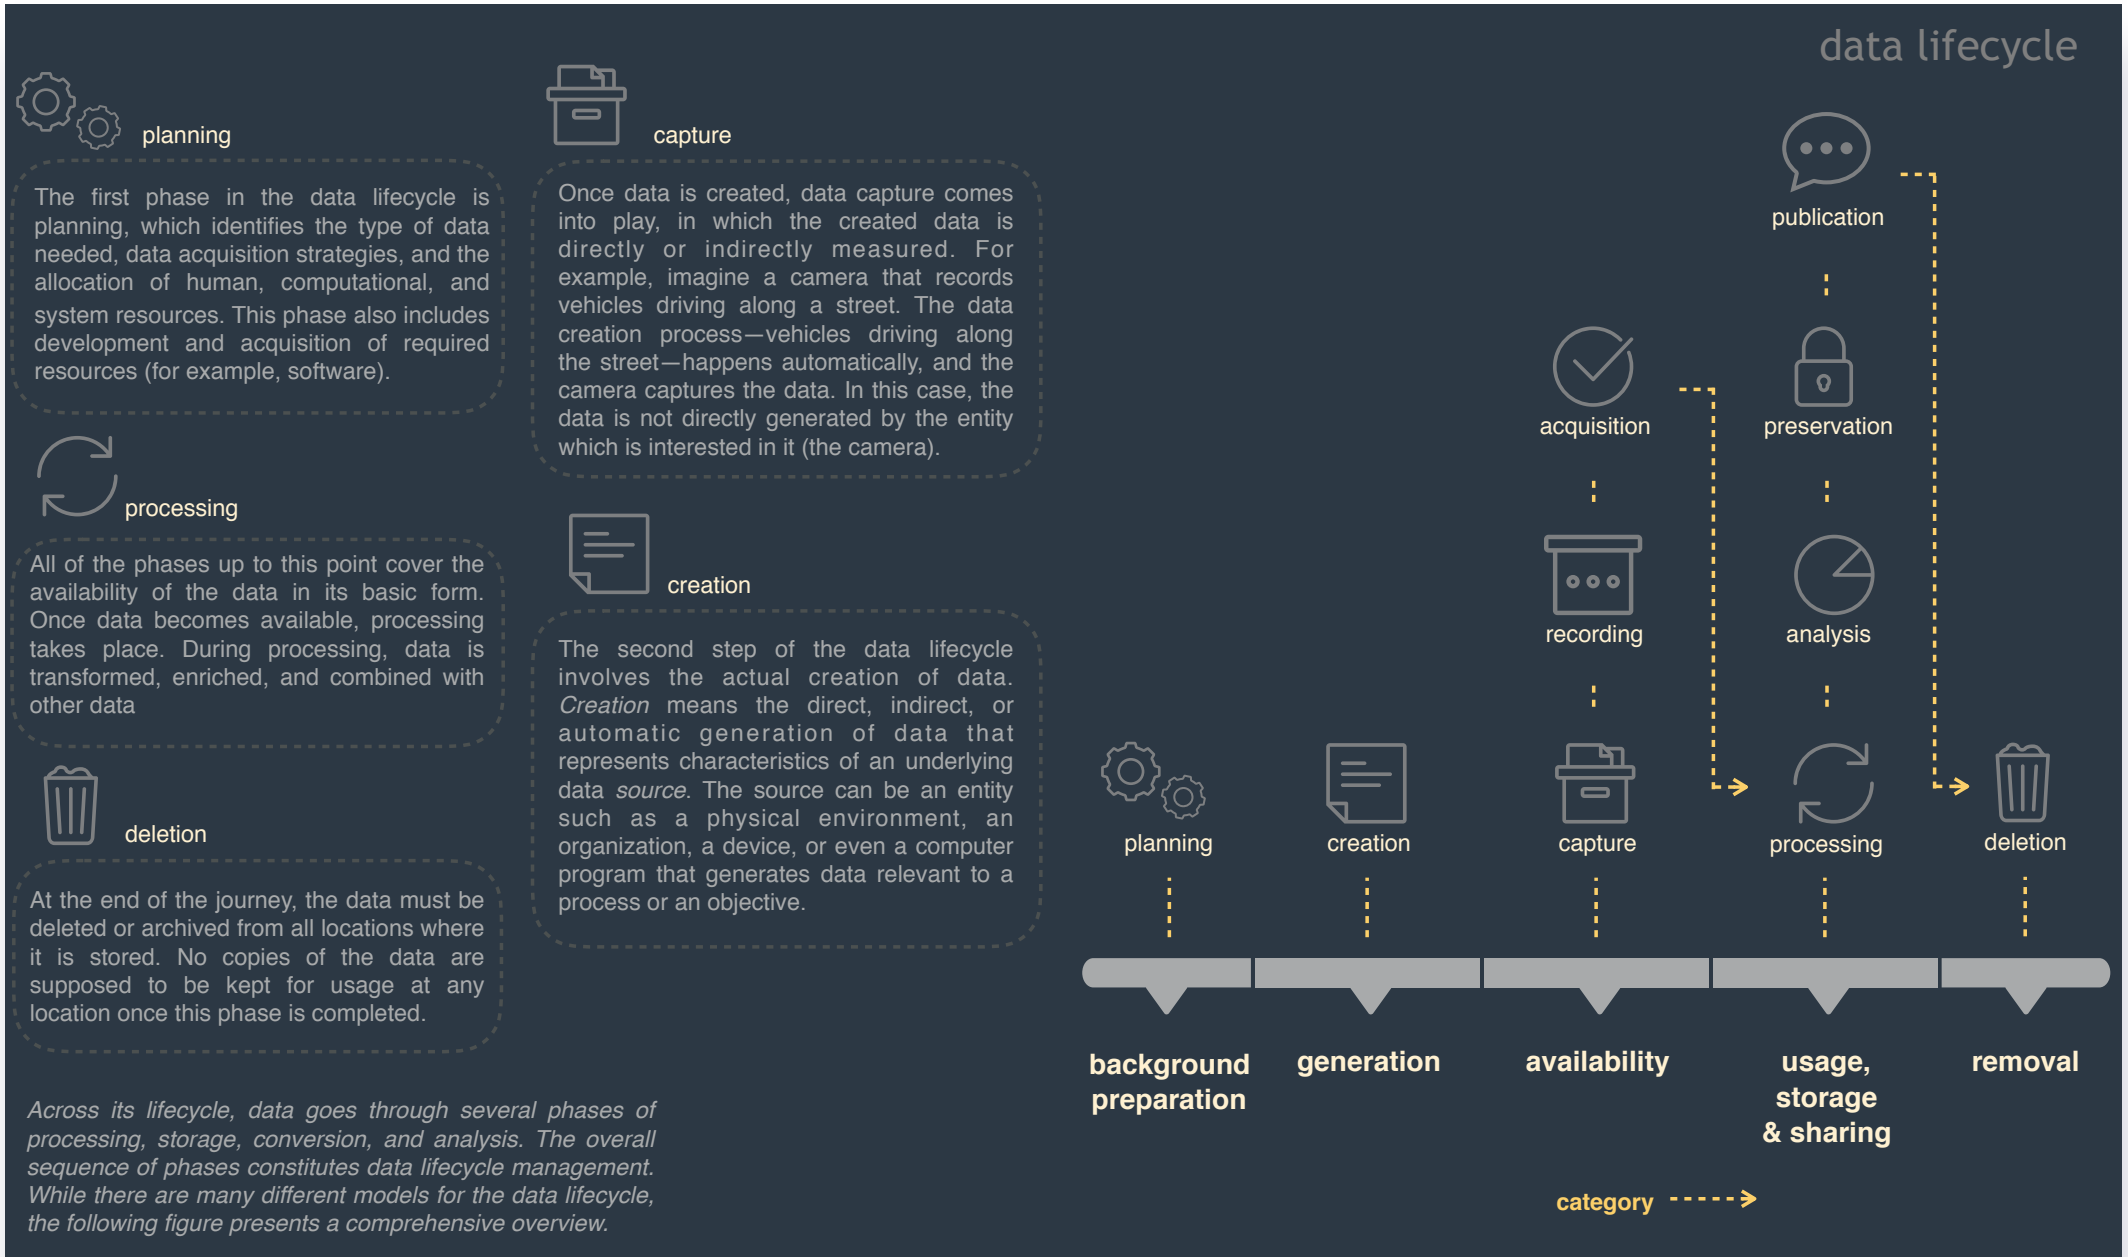 data lifecycle
planning
The first phase in the data lifecycle is
planning, which identifies the type of data
needed, data acquisition strategies, and the
allocation of human, computational, and
system resources. This phase also includes
development and acquisition of required
resources (for example, software).
processing
All of the phases up to this point cover the
availability of the data in its basic form.
Once data becomes available, processing
takes place. During processing, data is
transformed, enriched, and combined with
other data
deletion
At the end of the journey, the data must be
deleted or archived from all locations where
it is stored. No copies of the data are
supposed to be kept for usage at any
location once this phase is completed.
Across its lifecycle, data goes through several phases of
processing, storage, conversion, and analysis. The overall
sequence of phases constitutes data lifecycle management.
While there are many different models for the data lifecycle,
the following figure presents a comprehensive overview.
capture
Once data is created, data capture comes
into play, in which the created data is
directly or indirectly measured. For
example, imagine a camera that records
vehicles driving along a street. The data
creation process—vehicles driving along
the street—happens automatically, and the
camera captures the data. In this case, the
data is not directly generated by the entity
which is interested in it (the camera).
creation
The second step of the data lifecycle
involves the actual creation of data.
Creation means the direct, indirect, or
automatic generation of data that
represents characteristics of an underlying
data source. The source can be an entity
such as a physical environment, an
organization, a device, or even a computer
program that generates data relevant to a
process or an objective.
publication
acquisition
preservation
recording
analysis
planning
creation
capture
processing
deletion
background
preparation
generation
availability
usage,
storage
& sharing
removal
category